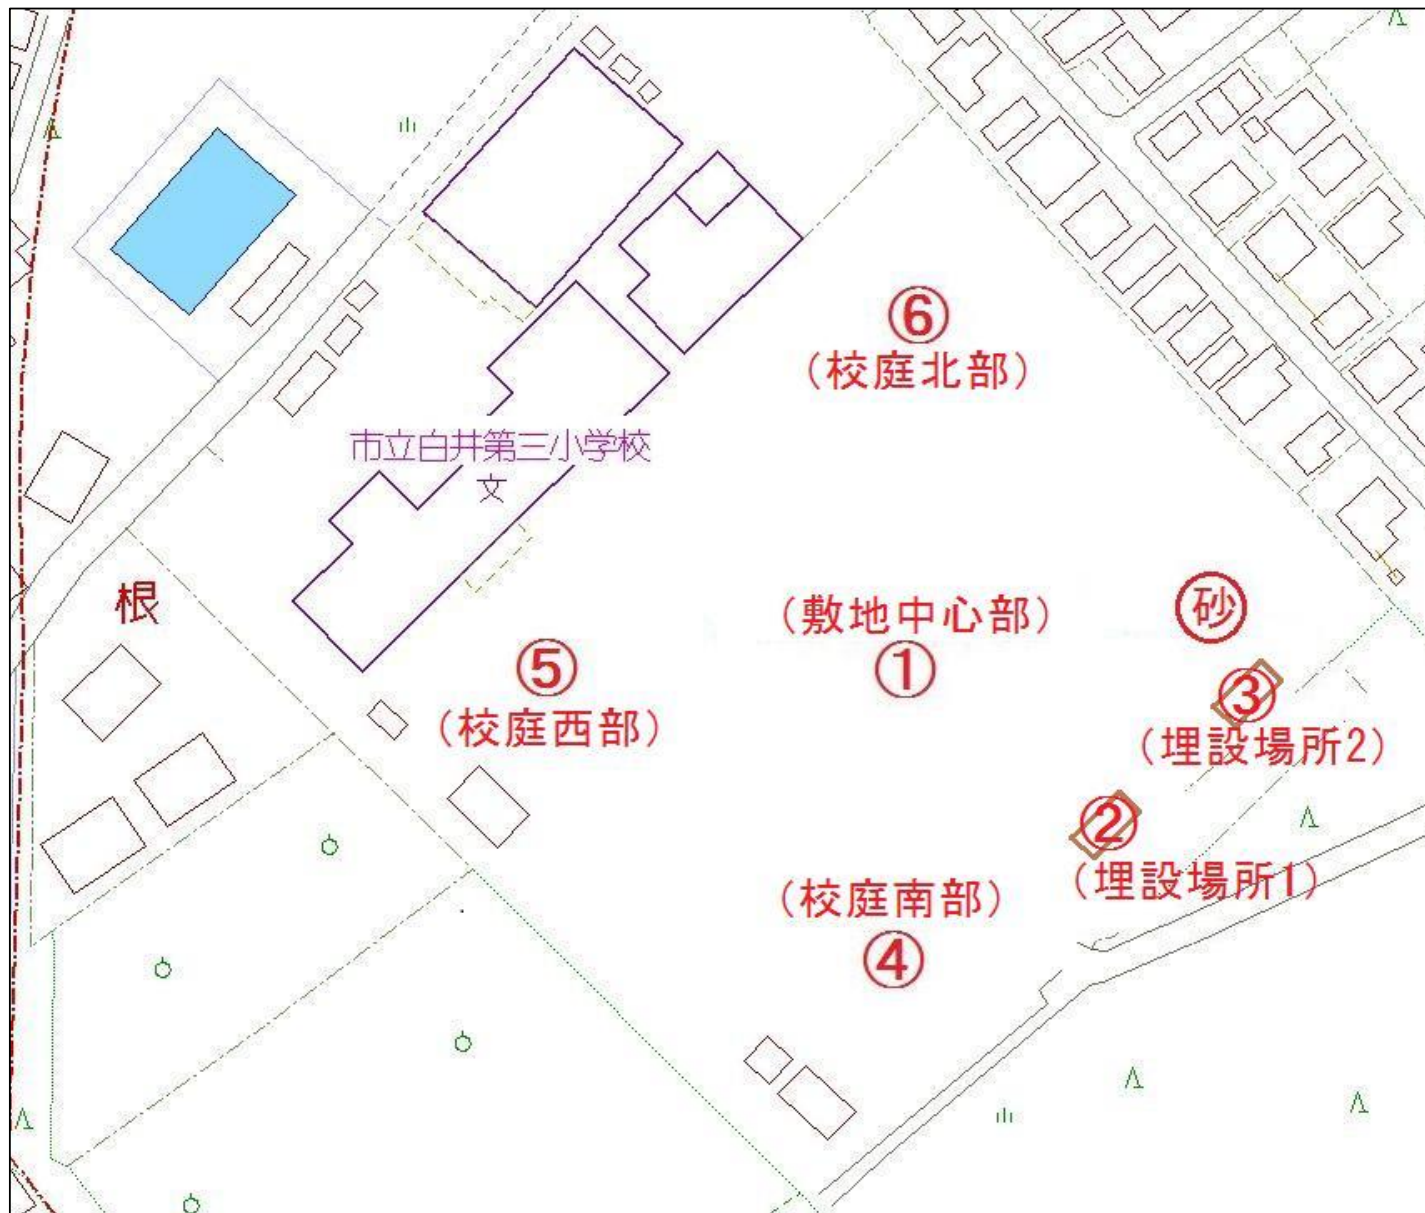 ⑥
（校庭北部）
市立白井第三小学校
文
根
（敷地中心部）
①
砂
⑤
（校庭西部）
③
（埋設場所2）
②
（埋設場所1）
（校庭南部）
④